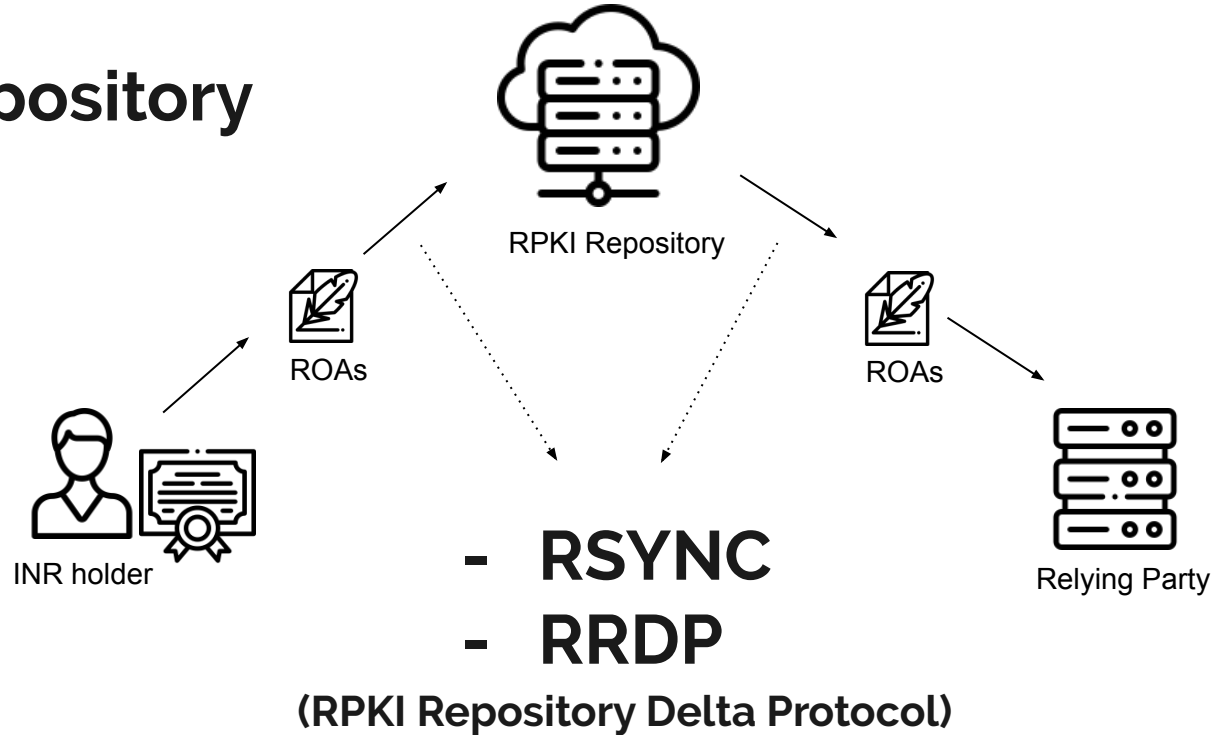 pository
RPKI Repository
ROAs
ROAs
INR holder
Relying Party
- RSYNC
- RRDP
(RPKI Repository Delta Protocol)